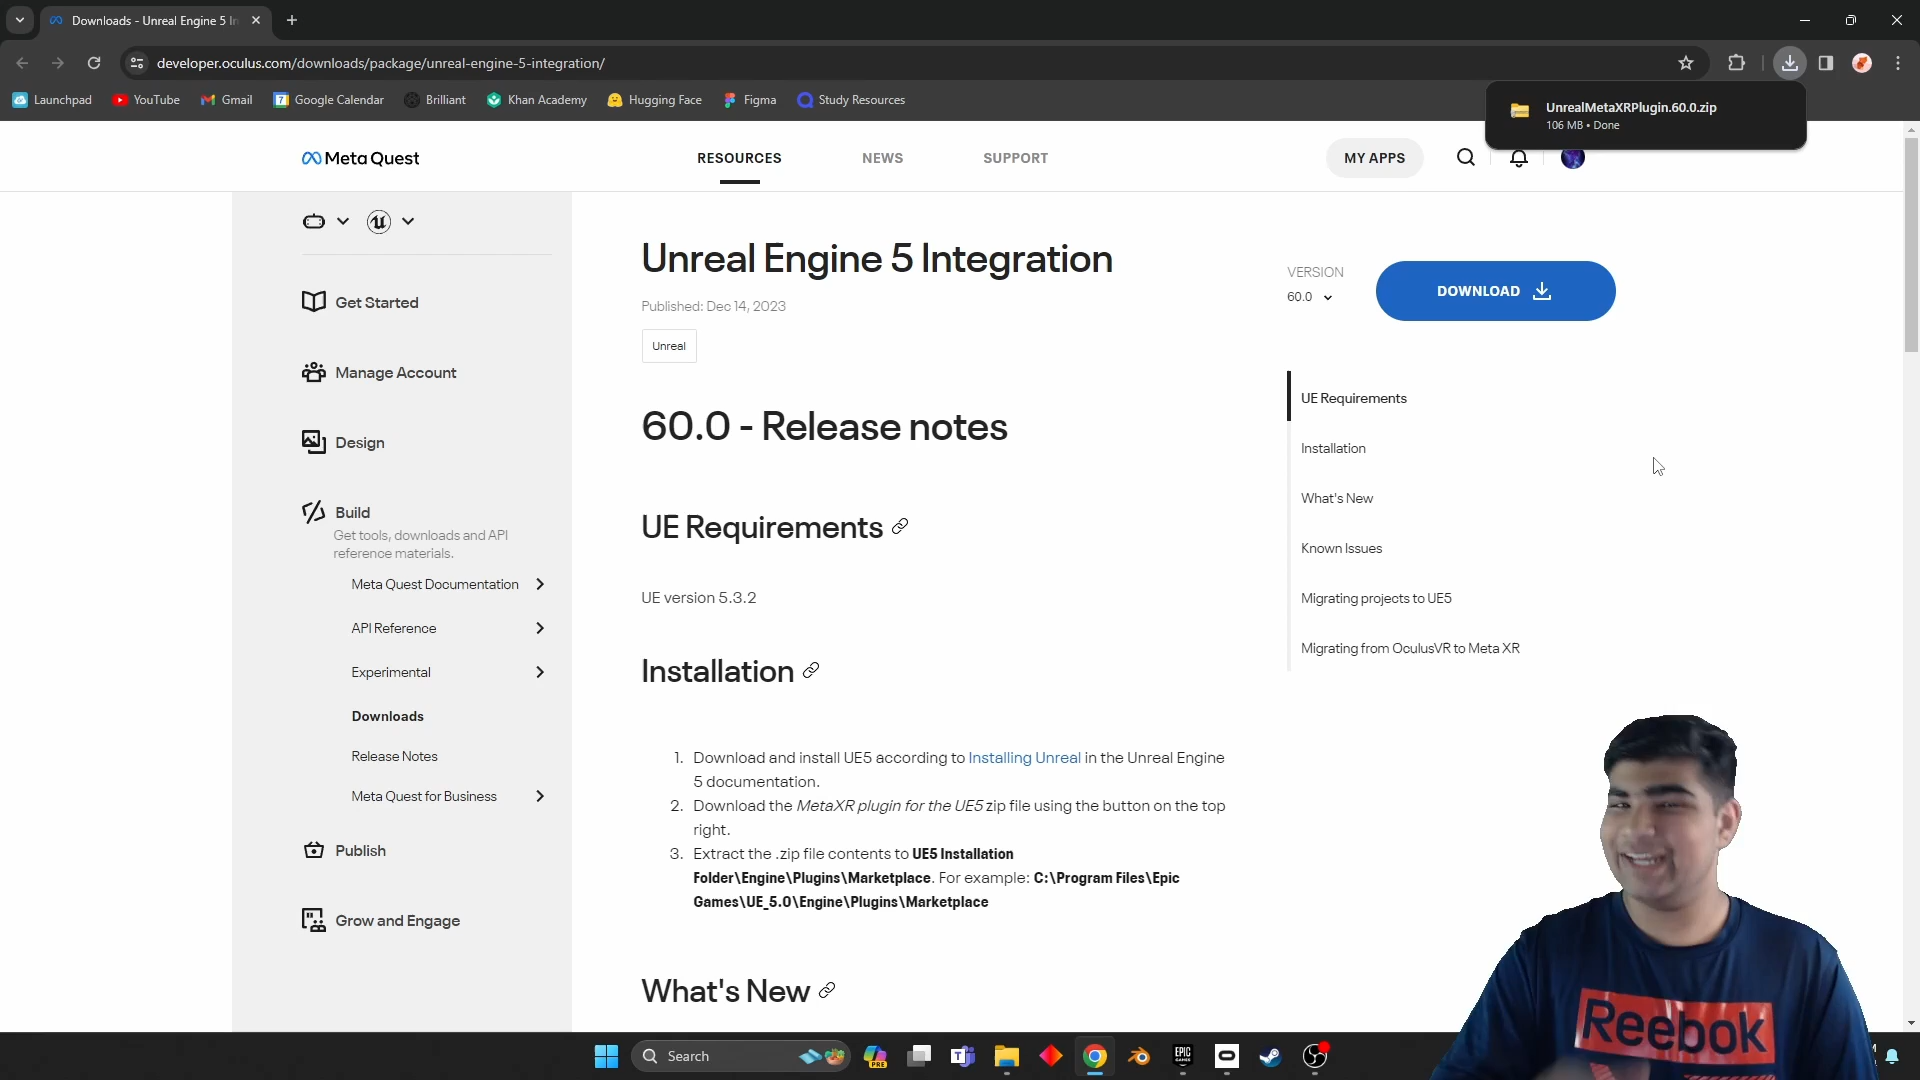 Downloads - Unreal Engine 5 In
developer.oculus.com/downloads/package/unreal-engine-5-integration/
Launchpad
YouTube
Gmail
Google Calendar
Brilliant
Khan Academy
Hugging Face
Figma
Study Resources
UnrealMetaXRPlugin.60.0.zip
106 MB • Done
Meta Quest
RESOURCES
NEWS
SUPPORT
MY APPS
Get Started
Manage Account
Design
Build
Get tools, downloads and API
reference materials.
Meta Quest Documentation
API Reference
Experimental
Downloads
Release Notes
Meta Quest for Business
Publish
Grow and Engage
Unreal Engine 5 Integration
Published: Dec 14, 2023
Unreal
60.0 - Release notes
UE Requirements
UE version 5.3.2
Installation
1. Download and install UE5 according to Installing Unreal in the Unreal Engine
5 documentation.
2. Download the MetaXR plugin for the UE5 zip file using the button on the top
right.
3. Extract the .zip file contents to UE5 Installation
Folder\Engine\Plugins\Marketplace. For example: C:\Program Files\Epic
Games\UE_5.0\Engine\Plugins\Marketplace
What's New
VERSION
60.0
DOWNLOAD
UE Requirements
Installation
What's New
Known Issues
Migrating projects to UE5
Migrating from OculusVR to Meta XR
Reebok
Search
PRE
EPIC
GAMES